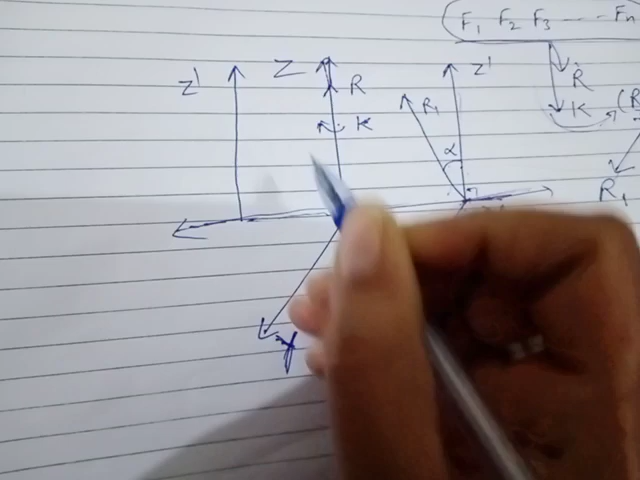 F1 F2 F3 ----- Fn
Z' Z R R1 Z' R (R
K K
α
R1
y